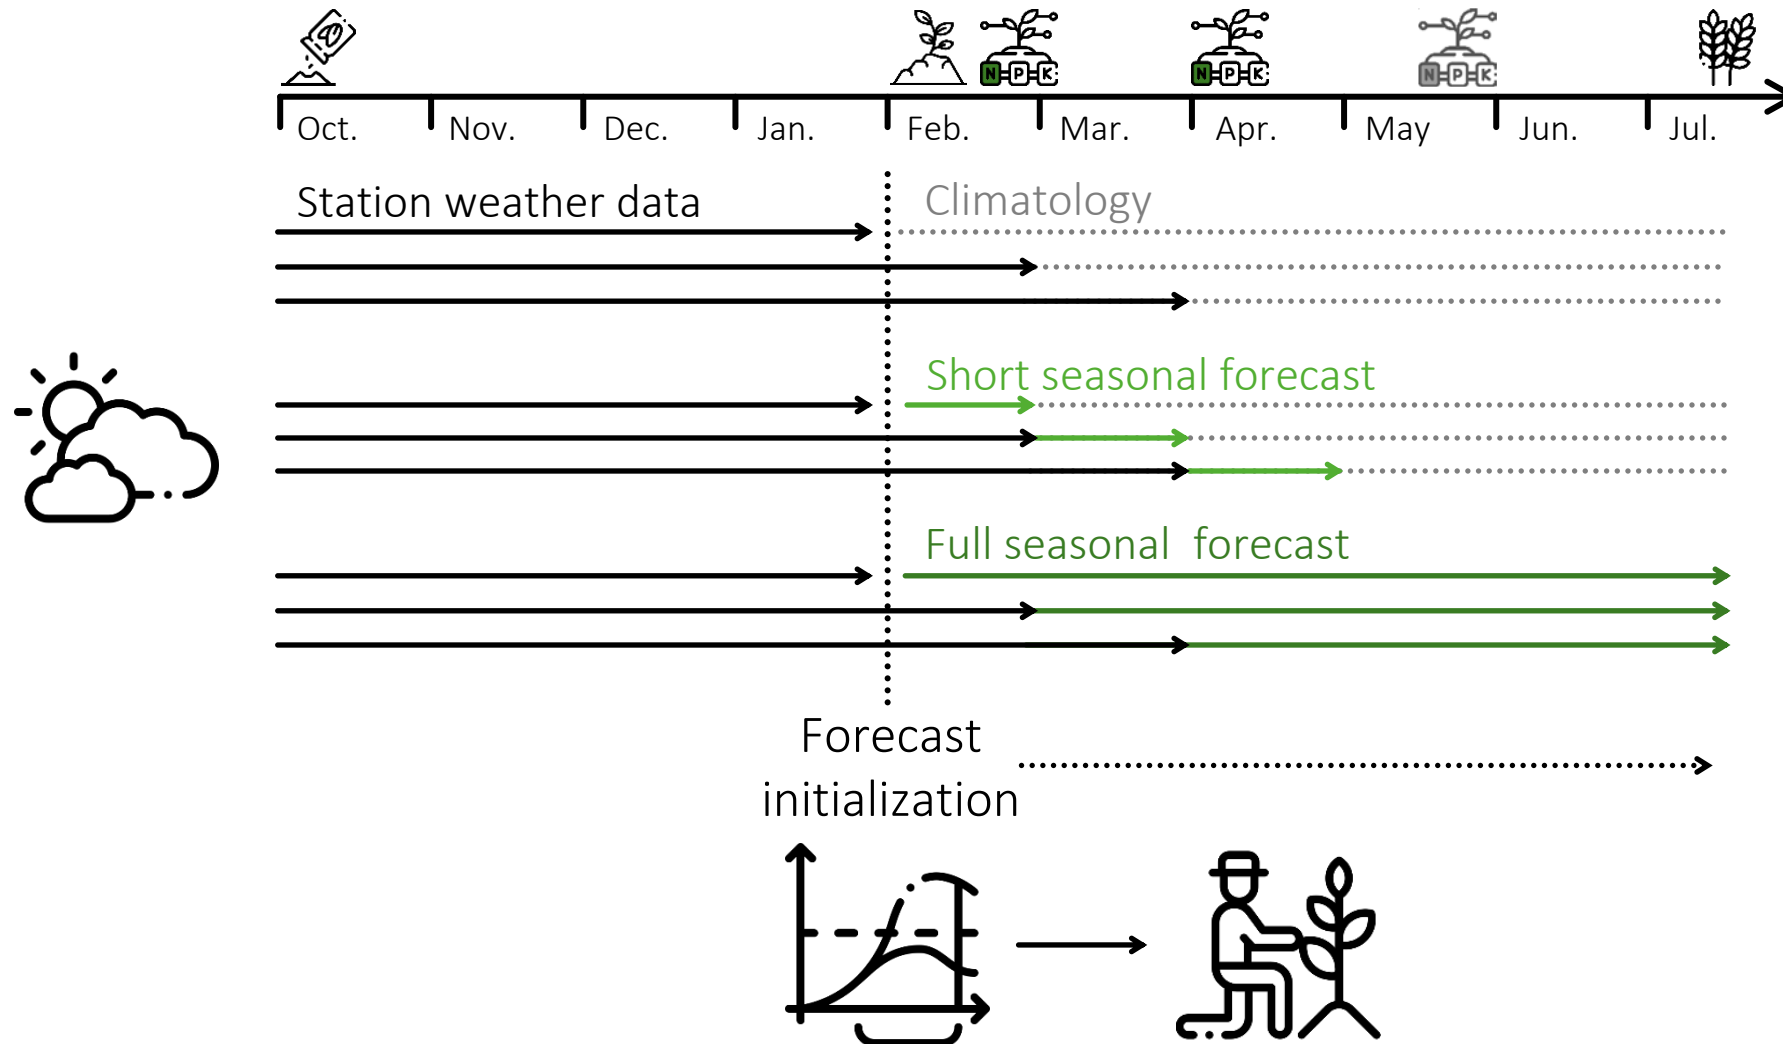 N P K
N P K
N P K
Oct. Nov. Dec. Jan. Feb. Mar. Apr. May Jun. Jul.
Station weather data
Climatology
Short seasonal forecast
Full seasonal forecast
Forecast
initialization